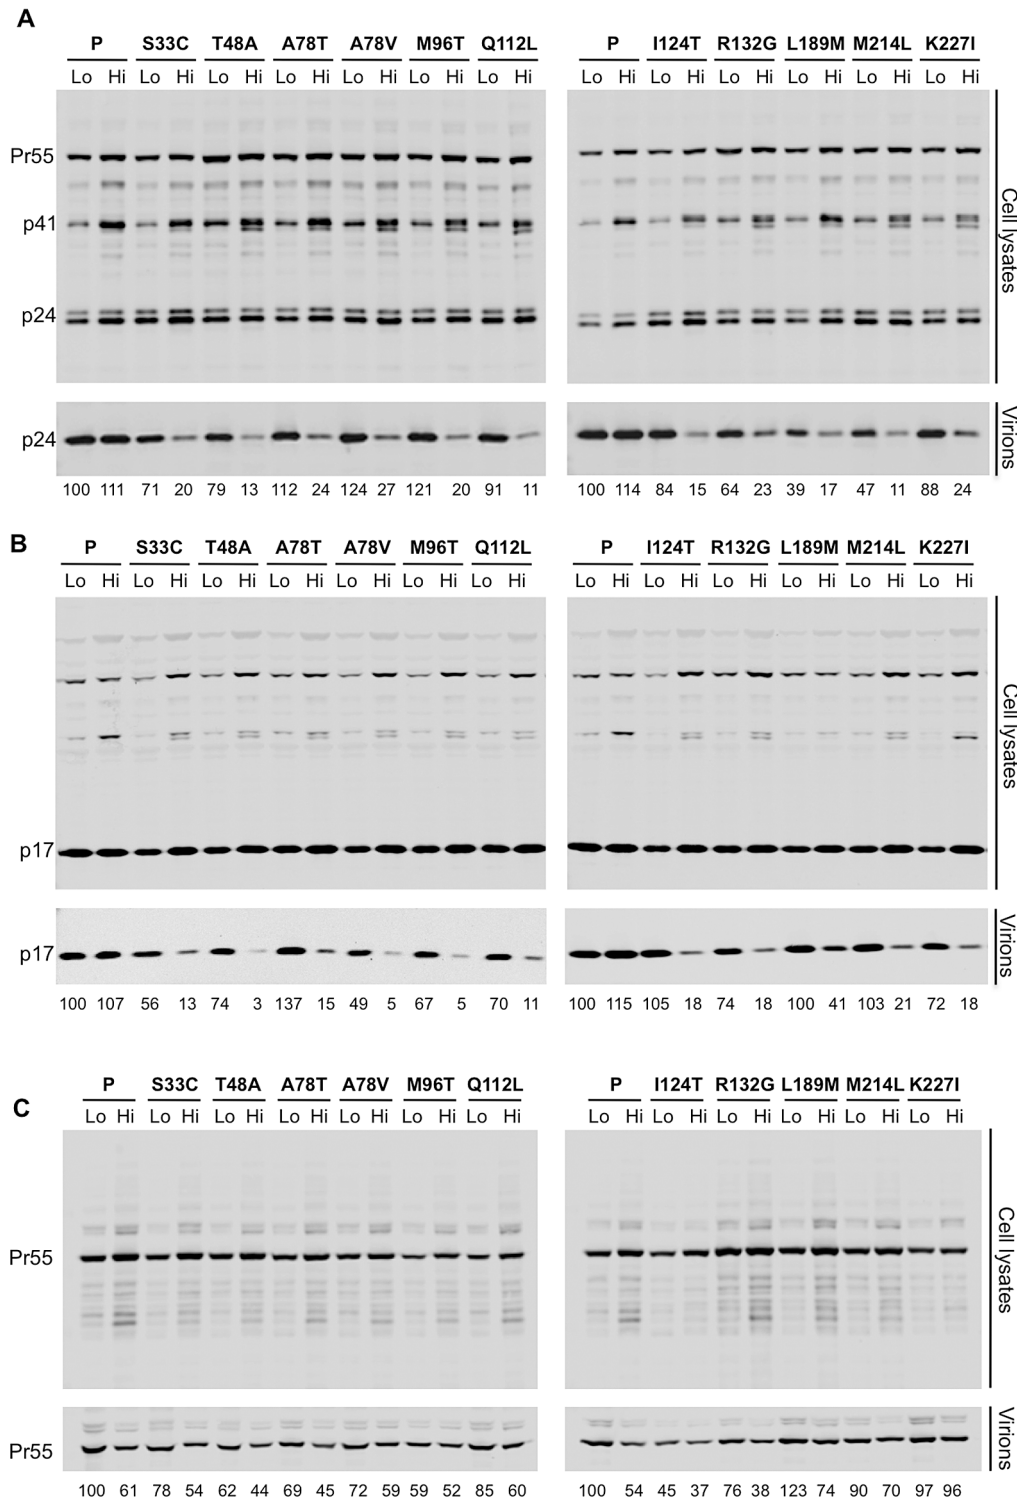 A
P S33C T48A A78T A78V M96T Q112L P I124T R132G L189M M214L K227I
Lo Hi Lo Hi Lo Hi Lo Hi Lo Hi Lo Hi Lo Hi Lo Hi Lo Hi Lo Hi Lo Hi Lo Hi Lo Hi
Pr55
p41
p24
Cell lysates
p24
Virions
100 111 71 20 79 13 112 24 124 27 121 20 91 11 100 114 84 15 64 23 39 17 47 11 88 24
B
P S33C T48A A78T A78V M96T Q112L P I124T R132G L189M M214L K227I
Lo Hi Lo Hi Lo Hi Lo Hi Lo Hi Lo Hi Lo Hi Lo Hi Lo Hi Lo Hi Lo Hi Lo Hi Lo Hi
Cell lysates
p17
p17
Virions
100 107 56 13 74 3 137 15 49 5 67 5 70 11 100 115 105 18 74 18 100 41 103 21 72 18
C
P S33C T48A A78T A78V M96T Q112L P I124T R132G L189M M214L K227I
Lo Hi Lo Hi Lo Hi Lo Hi Lo Hi Lo Hi Lo Hi Lo Hi Lo Hi Lo Hi Lo Hi Lo Hi Lo Hi
Pr55
Cell lysates
Pr55
Virions
100 61 78 54 62 44 69 45 72 59 59 52 85 60 100 54 45 37 76 38 123 74 90 70 97 96